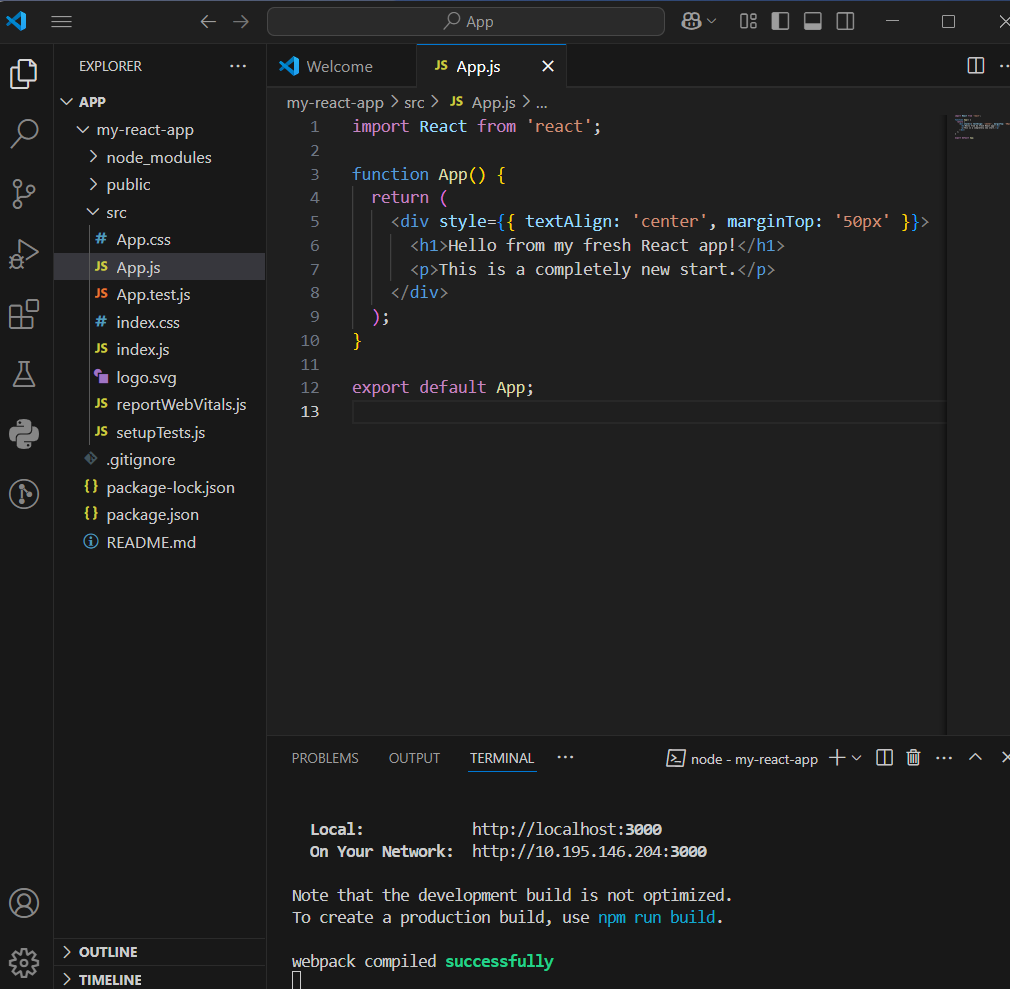 App
EXPLORER
APP
my-react-app
node_modules
public
src
# App.css
JS App.js
JS App.test.js
# index.css
JS index.js
logo.svg
JS reportWebVitals.js
JS setupTests.js
.gitignore
{} package-lock.json
{} package.json
README.md
OUTLINE
TIMELINE
Welcome
JS App.js
my-react-app > src > JS App.js > ...
1 import React from 'react';
2
3 function App() {
4 return (
5 <div style={{ textAlign: 'center', marginTop: '50px' }}>
6 <h1>Hello from my fresh React app!</h1>
7 <p>This is a completely new start.</p>
8 </div>
9 );
10 }
11
12 export default App;
13
PROBLEMS OUTPUT TERMINAL ... node - my-react-app
Local: http://localhost:3000
On Your Network: http://10.195.146.204:3000
Note that the development build is not optimized.
To create a production build, use npm run build.
webpack compiled successfully